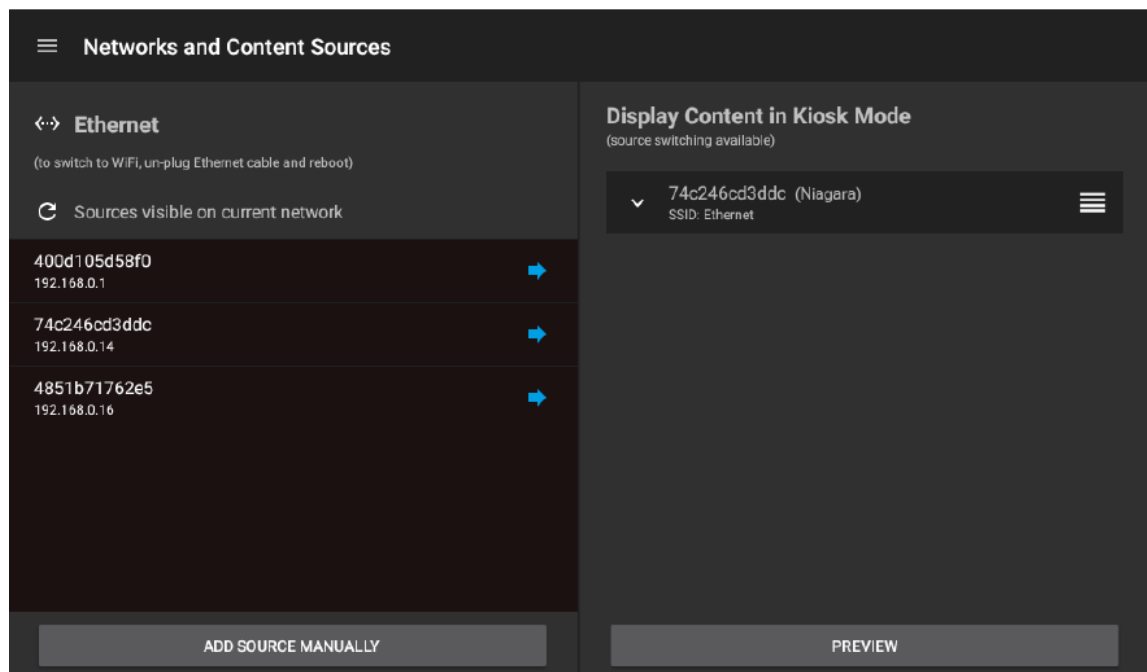 Networks and Content Sources
Ethernet
(to switch to WiFi, un-plug Ethernet cable and reboot)
Sources visible on current network
400d105d58f0
192.168.0.1
74c246cd3ddc
192.168.0.14
4851b71762e5
192.168.0.16
ADD SOURCE MANUALLY
Display Content in Kiosk Mode
(source switching available)
74c246cd3ddc (Niagara)
SSID: Ethernet
PREVIEW